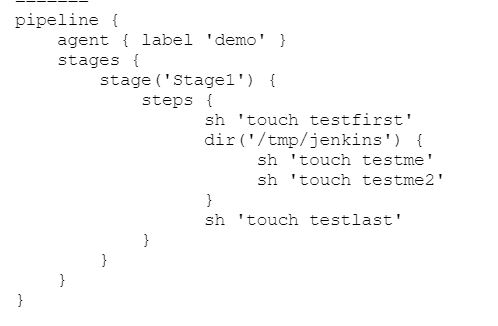 =======
pipeline {
    agent { label 'demo' }
    stages {
        stage('Stage1') {
            steps {
                  sh 'touch testfirst'
                  dir('/tmp/jenkins') {
                       sh 'touch testme'
                       sh 'touch testme2'
                  }
                  sh 'touch testlast'
            }
        }
    }
}